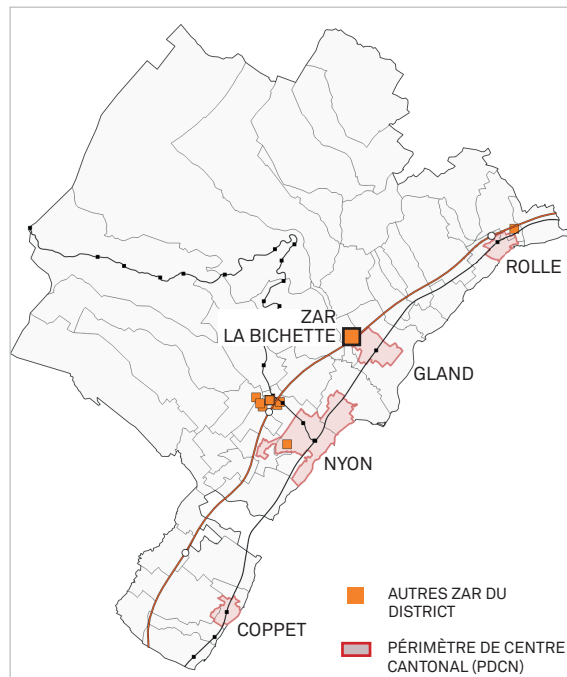 ROLLE
ZAR
LA BICHETTE
GLAND
NYON
COPPET
AUTRES ZAR DU
DISTRICT
PÉRIMÈTRE DE CENTRE
CANTONAL (PDCN)